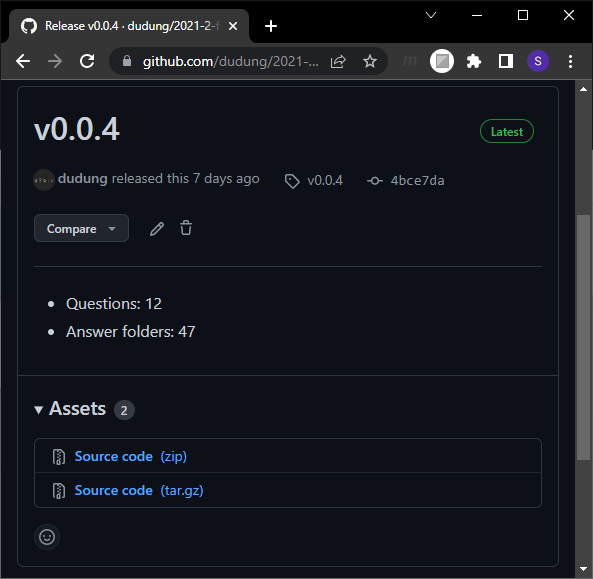 Release v0.0.4 · dudung/2021-2-f
github.com/dudung/2021-...
S
v0.0.4
Latest
dudung released this 7 days ago
v0.0.4
4bce7da
Compare
Questions: 12
Answer folders: 47
Assets 2
Source code (zip)
Source code (tar.gz)